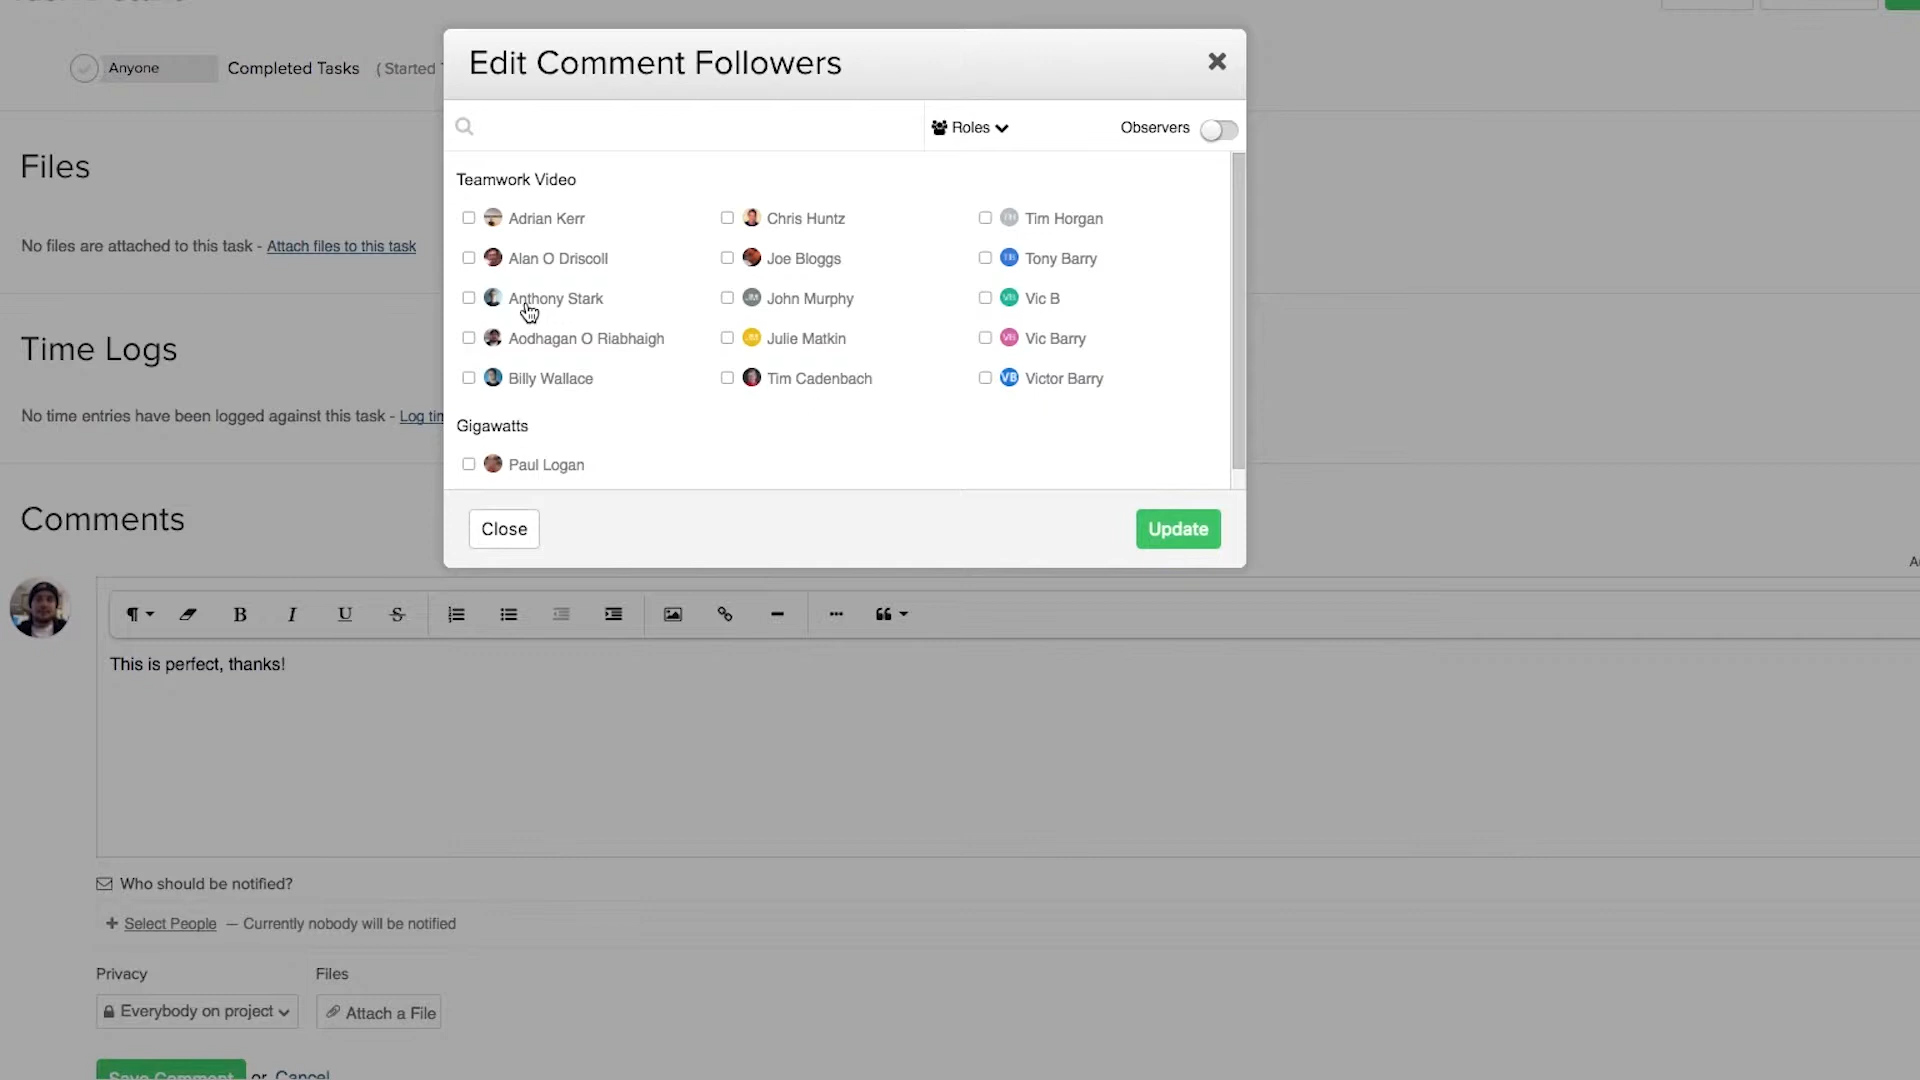 Edit Comment Followers
Anyone Completed Tasks ( Started
Roles Observers
Files
Teamwork Video
Adrian Kerr Chris Huntz Tim Horgan
No files are attached to this task - Attach files to this task
Alan O Driscoll Joe Bloggs Tony Barry
Anthony Stark John Murphy Vic B
Time Logs
Aodhagan O Riabhaigh Julie Matkin Vic Barry
Billy Wallace Tim Cadenbach VB Victor Barry
No time entries have been logged against this task - Log
Gigawatts
Paul Logan
Comments
Close Update
B I U S
This is perfect, thanks!
Who should be notified?
+ Select People — Currently nobody will be notified
Privacy Files
Everybody on project Attach a File
Save Comment or Cancel